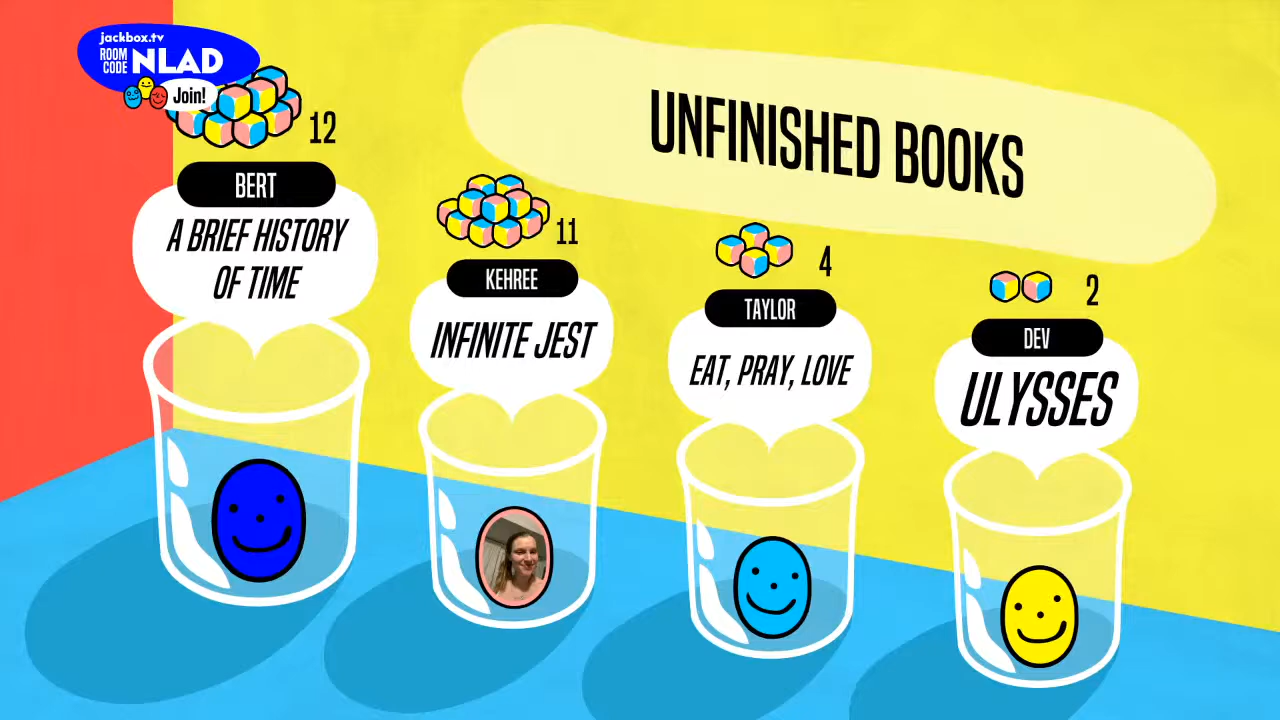 jackbox.tv
ROOM CODE NLAD
Join!
UNFINISHED BOOKS
12
BERT
A BRIEF HISTORY
OF TIME
11
KEHREE
INFINITE JEST
4
TAYLOR
EAT, PRAY, LOVE
2
DEV
ULYSSES